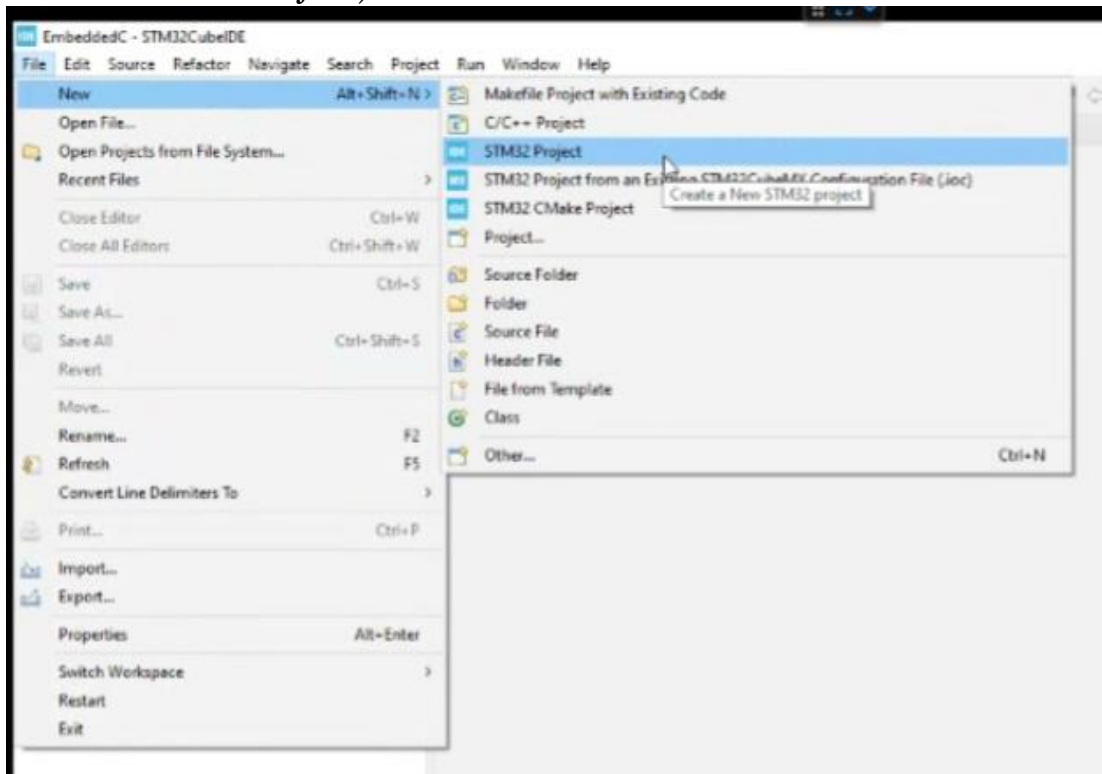 EmbeddedC - STM32CubeIDE
File Edit Source Refactor Navigate Search Project Run Window Help
New Alt+Shift+N >
Open File...
Open Projects from File System...
Recent Files >
Close Editor Ctrl+W
Close All Editors Ctrl+Shift+W
Save Ctrl+S
Save As...
Save All Ctrl+Shift+S
Revert
Move...
Rename... F2
Refresh F5
Convert Line Delimiters To >
Print... Ctrl+P
Import...
Export...
Properties Alt+Enter
Switch Workspace >
Restart
Exit
Makefile Project with Existing Code
C/C++ Project
STM32 Project
STM32 Project from an Existing STM32CubeMX Configuration File (.ioc)
Create a New STM32 project
STM32 CMake Project
Project...
Source Folder
Folder
Source File
Header File
File from Template
Class
Other... Ctrl+N